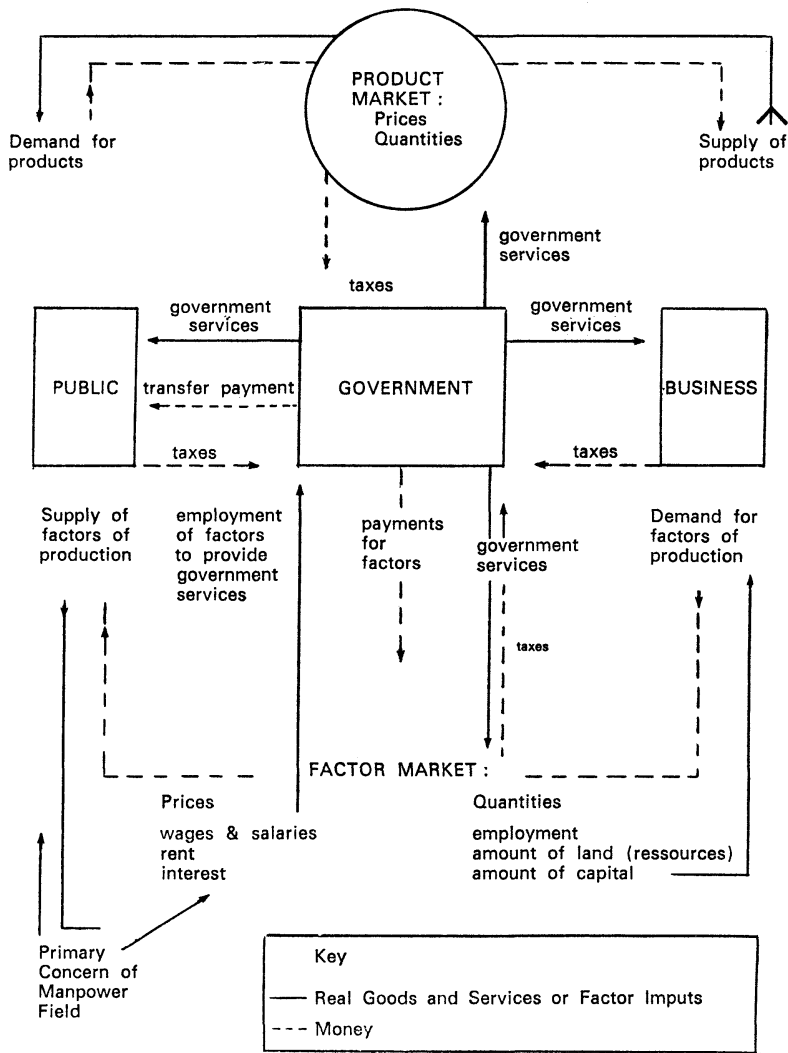 PRODUCT
MARKET :
Prices
Quantities
Demand for
products
Supply of
products
government
services
taxes
government
services
government
services
PUBLIC
transfer payment
GOVERNMENT
BUSINESS
taxes
taxes
Supply of
factors of
production
employment
of factors
to provide
government
services
payments
for
factors
government
services
Demand for
factors of
production
taxes
FACTOR MARKET :
Prices
wages & salaries
rent
interest
Quantities
employment
amount of land (ressources)
amount of capital
Primary
Concern of
Manpower
Field
Key
Real Goods and Services or Factor Imputs
Money